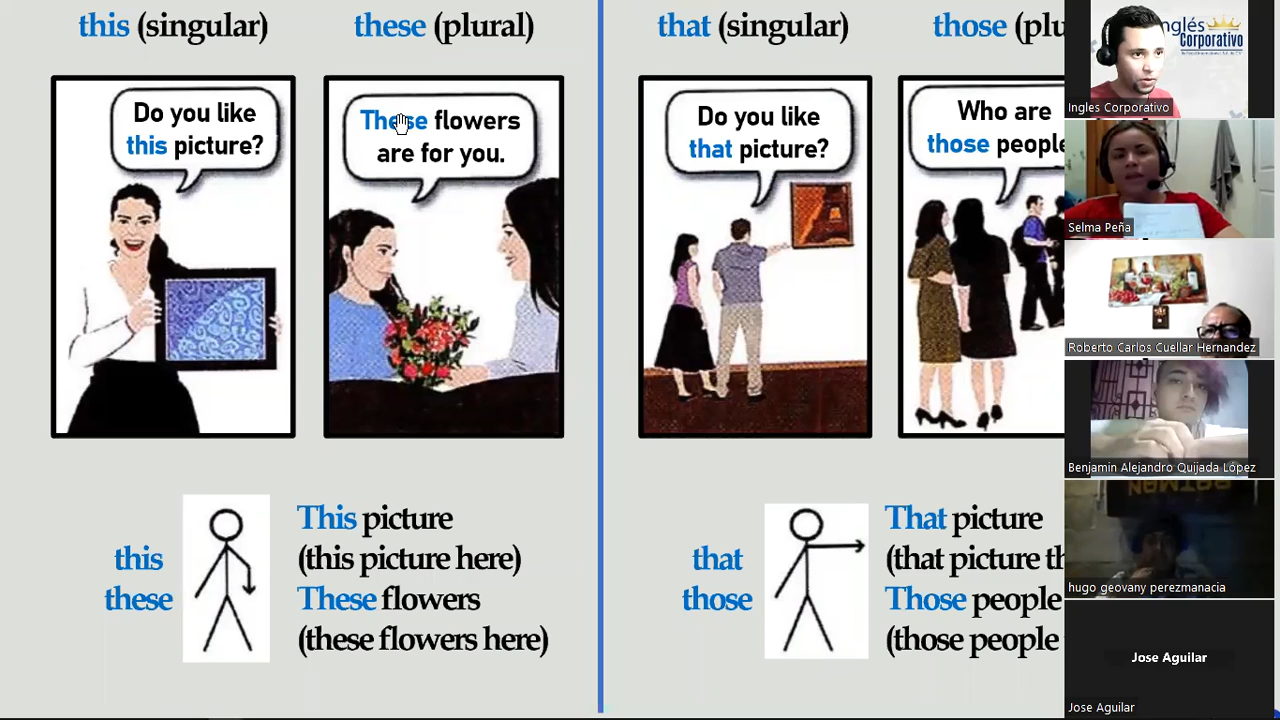 this (singular)
these (plural)
Do you like
this picture?
These flowers
are for you.
this
these
This picture
(this picture here)
These flowers
(these flowers here)
that (singular)
those
Do you like
that picture?
Who are
those people
that
those
That picture
(that picture
Those people
(those people
Inglés
Corporativo
Ingles Corporativo
Selma Peña
Roberto Carlos Cuellar Hernandez
Benjamin Alejandro Quijada López
hugo geovany perezmanacia
Jose Aguilar
Jose Aguilar